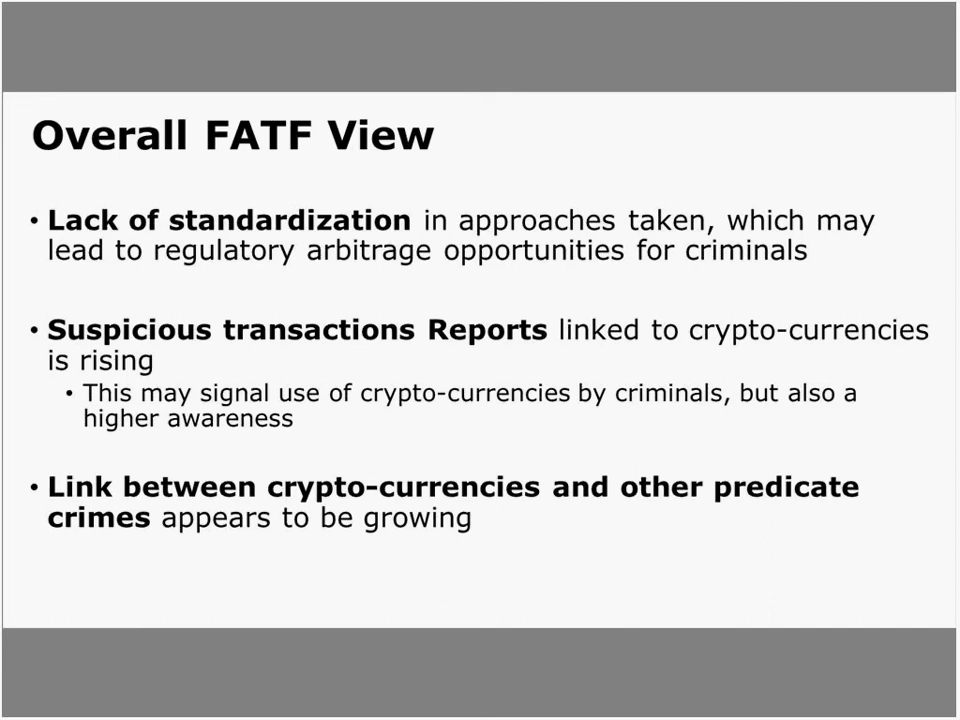 Overall FATF View
• Lack of standardization in approaches taken, which may
lead to regulatory arbitrage opportunities for criminals
• Suspicious transactions Reports linked to crypto-currencies
is rising
• This may signal use of crypto-currencies by criminals, but also a
higher awareness
• Link between crypto-currencies and other predicate
crimes appears to be growing